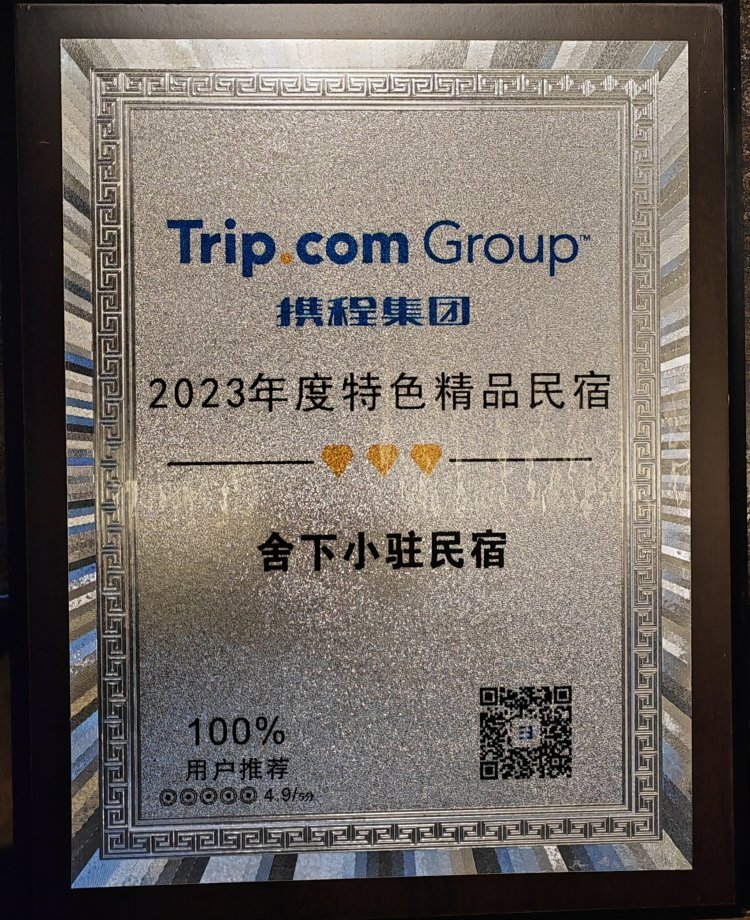 Trip.com Group™
携程集团
2023年度特色精品民宿
舍下小驻民宿
100%
用户推荐
4.9/5分